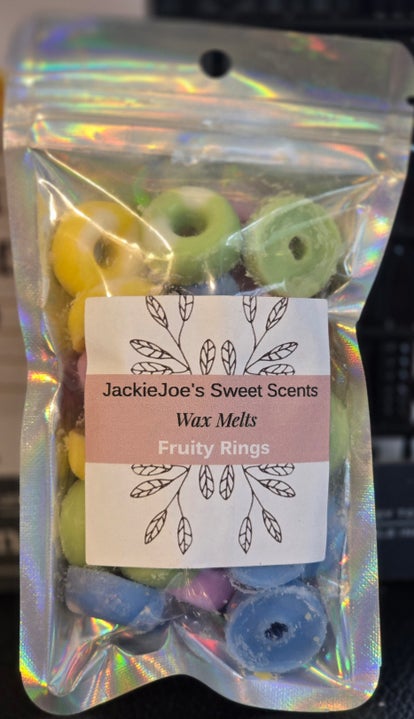 JackieJoe's Sweet Scents
Wax Melts
Fruity Rings